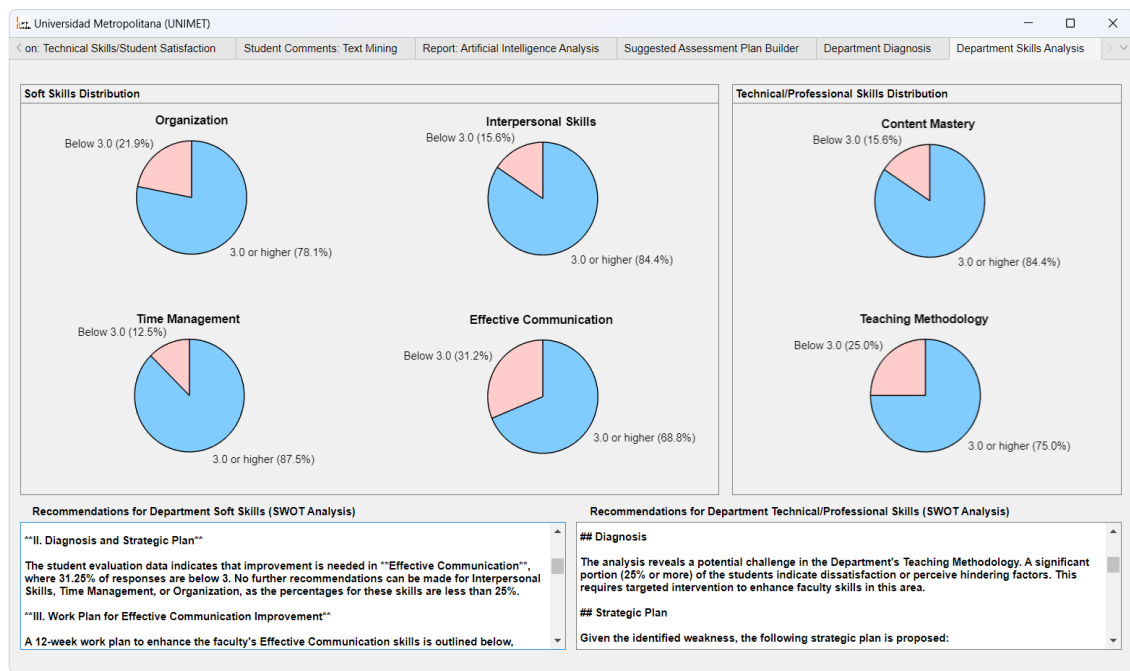 Universidad Metropolitana (UNIMET)
on: Technical Skills/Student Satisfaction
Student Comments: Text Mining
Report: Artificial Intelligence Analysis
Suggested Assessment Plan Builder
Department Diagnosis
Department Skills Analysis
Soft Skills Distribution
Organization
Below 3.0 (21.9%)
3.0 or higher (78.1%)
Interpersonal Skills
Below 3.0 (15.6%)
3.0 or higher (84.4%)
Time Management
Below 3.0 (12.5%)
3.0 or higher (87.5%)
Effective Communication
Below 3.0 (31.2%)
3.0 or higher (68.8%)
Technical/Professional Skills Distribution
Content Mastery
Below 3.0 (15.6%)
3.0 or higher (84.4%)
Teaching Methodology
Below 3.0 (25.0%)
3.0 or higher (75.0%)
Recommendations for Department Soft Skills (SWOT Analysis)
**II. Diagnosis and Strategic Plan**
The student evaluation data indicates that improvement is needed in **Effective Communication**,
where 31.25% of responses are below 3. No further recommendations can be made for Interpersonal
Skills, Time Management, or Organization, as the percentages for these skills are less than 25%.
**III. Work Plan for Effective Communication Improvement**
A 12-week work plan to enhance the faculty's Effective Communication skills is outlined below,
Recommendations for Department Technical/Professional Skills (SWOT Analysis)
## Diagnosis
The analysis reveals a potential challenge in the Department's Teaching Methodology. A significant
portion (25% or more) of the students indicate dissatisfaction or perceive hindering factors. This
requires targeted intervention to enhance faculty skills in this area.
## Strategic Plan
Given the identified weakness, the following strategic plan is proposed: